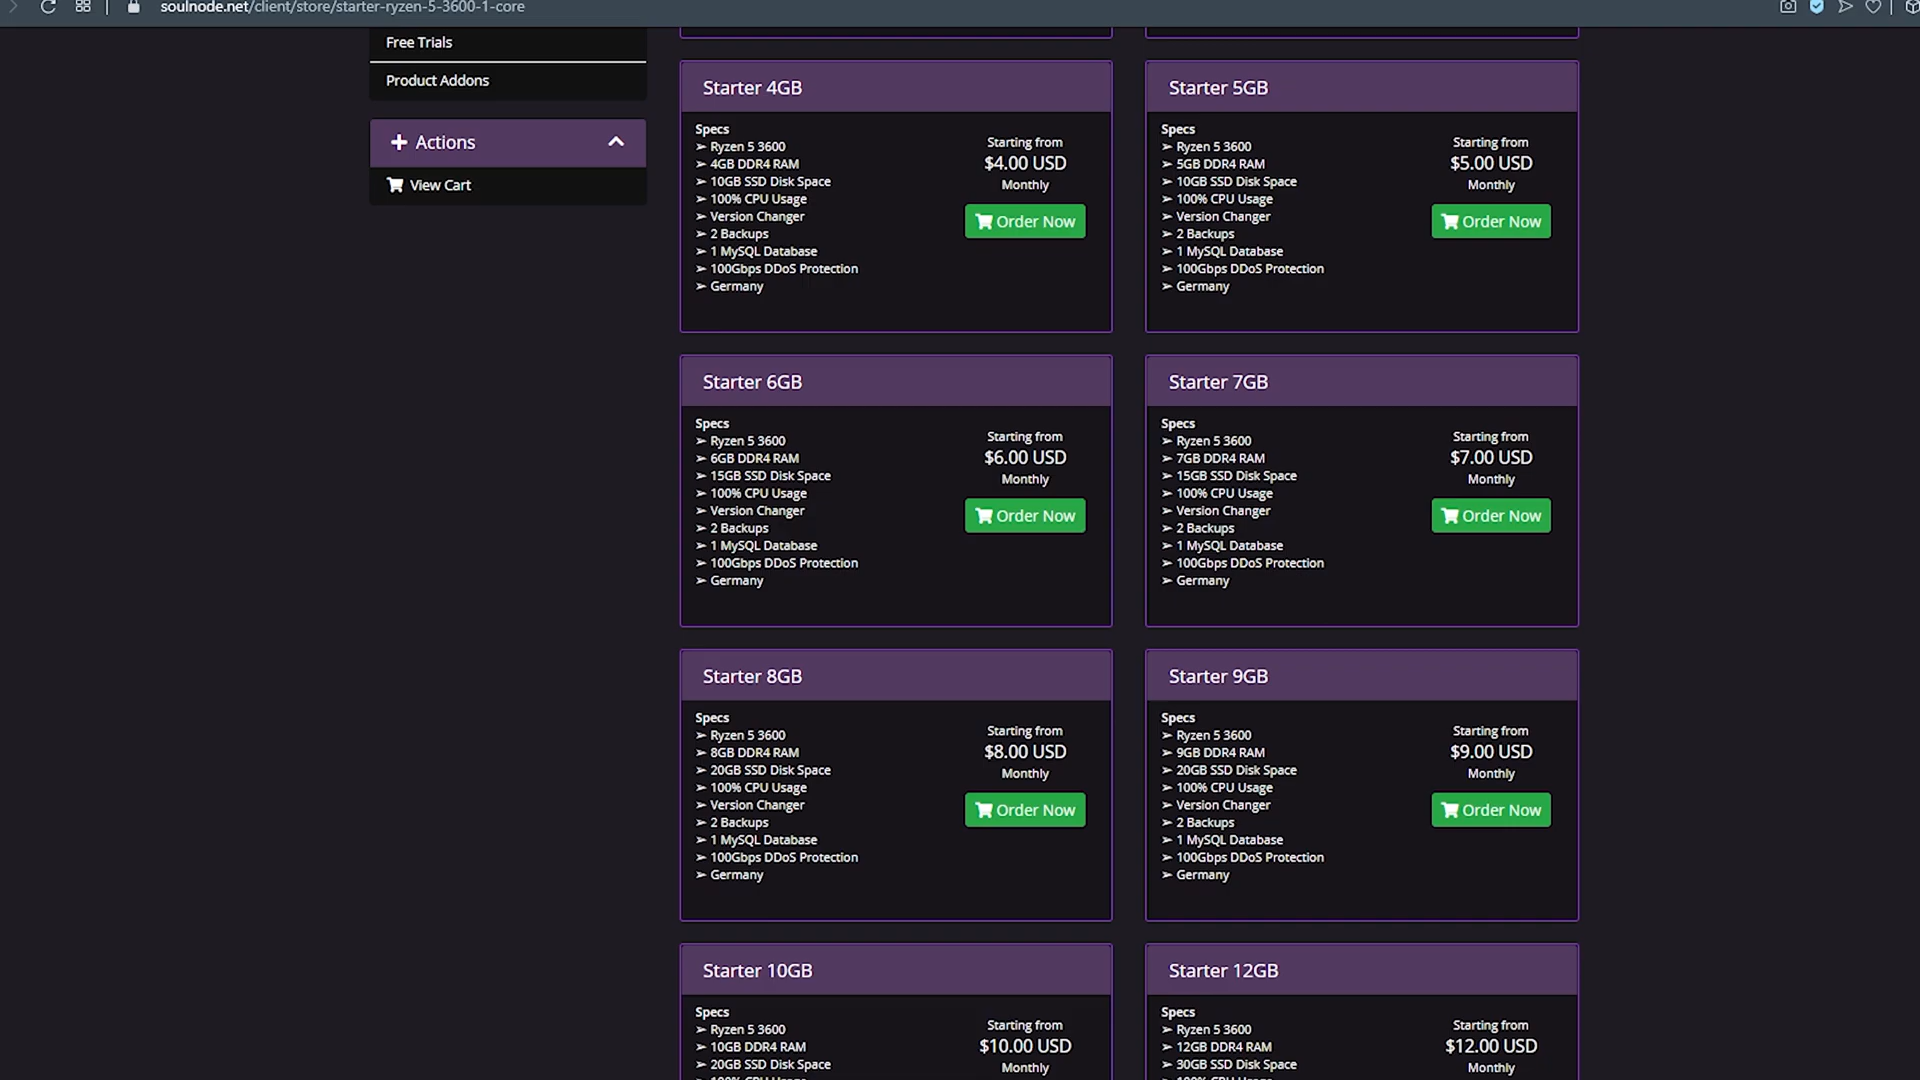 soulnode.net/client/store/starter-ryzen-5-3600-1-core
Free Trials
Product Addons
Actions
View Cart
Starter 4GB
Specs
➢ Ryzen 5 3600
➢ 4GB DDR4 RAM
➢ 10GB SSD Disk Space
➢ 100% CPU Usage
➢ Version Changer
➢ 2 Backups
➢ 1 MySQL Database
➢ 100Gbps DDoS Protection
➢ Germany
Starting from
$4.00 USD
Monthly
Order Now
Starter 5GB
Specs
➢ Ryzen 5 3600
➢ 5GB DDR4 RAM
➢ 10GB SSD Disk Space
➢ 100% CPU Usage
➢ Version Changer
➢ 2 Backups
➢ 1 MySQL Database
➢ 100Gbps DDoS Protection
➢ Germany
Starting from
$5.00 USD
Monthly
Order Now
Starter 6GB
Specs
➢ Ryzen 5 3600
➢ 6GB DDR4 RAM
➢ 15GB SSD Disk Space
➢ 100% CPU Usage
➢ Version Changer
➢ 2 Backups
➢ 1 MySQL Database
➢ 100Gbps DDoS Protection
➢ Germany
Starting from
$6.00 USD
Monthly
Order Now
Starter 7GB
Specs
➢ Ryzen 5 3600
➢ 7GB DDR4 RAM
➢ 15GB SSD Disk Space
➢ 100% CPU Usage
➢ Version Changer
➢ 2 Backups
➢ 1 MySQL Database
➢ 100Gbps DDoS Protection
➢ Germany
Starting from
$7.00 USD
Monthly
Order Now
Starter 8GB
Specs
➢ Ryzen 5 3600
➢ 8GB DDR4 RAM
➢ 20GB SSD Disk Space
➢ 100% CPU Usage
➢ Version Changer
➢ 2 Backups
➢ 1 MySQL Database
➢ 100Gbps DDoS Protection
➢ Germany
Starting from
$8.00 USD
Monthly
Order Now
Starter 9GB
Specs
➢ Ryzen 5 3600
➢ 9GB DDR4 RAM
➢ 20GB SSD Disk Space
➢ 100% CPU Usage
➢ Version Changer
➢ 2 Backups
➢ 1 MySQL Database
➢ 100Gbps DDoS Protection
➢ Germany
Starting from
$9.00 USD
Monthly
Order Now
Starter 10GB
Specs
➢ Ryzen 5 3600
➢ 10GB DDR4 RAM
➢ 20GB SSD Disk Space
Starting from
$10.00 USD
Monthly
Starter 12GB
Specs
➢ Ryzen 5 3600
➢ 12GB DDR4 RAM
➢ 30GB SSD Disk Space
Starting from
$12.00 USD
Monthly